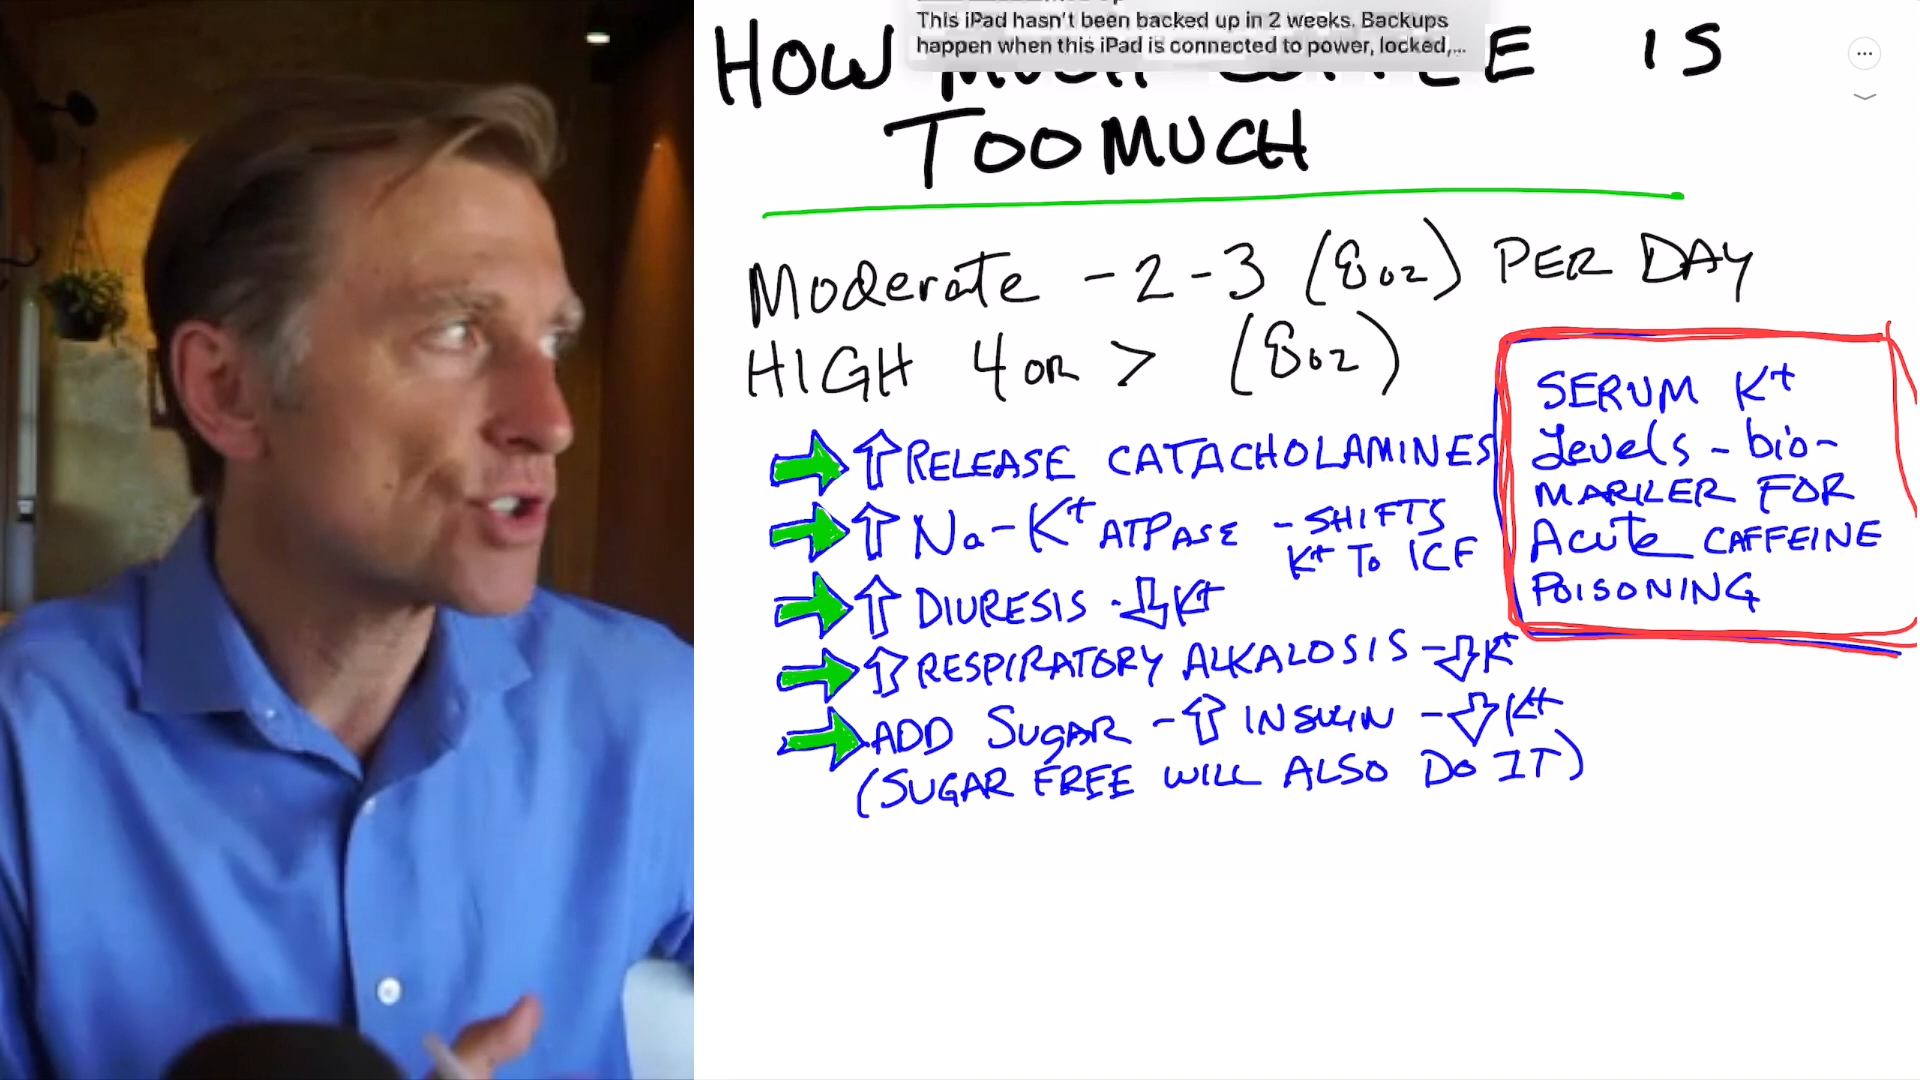 This iPad hasn't been backed up in 2 weeks. Backups
happen when this iPad is connected to power, locked,...
HOW MUCH COFFEE IS
TOO MUCH
Moderate - 2 - 3 (8oz) PER DAY
HIGH 4 OR > (8oz)
⇑ RELEASE CATACHOLAMINES
⇑ Na-K+ ATPASE - SHIFTS
K+ TO ICF
⇑ DIURESIS - ⇓ K+
⇑ RESPIRATORY ALKALOSIS - ⇓ K+
ADD SUGAR - ⇑ INSULIN - ⇓ K+
(SUGAR FREE WILL ALSO DO IT)
SERUM K+
Levels - bio-
MARKER FOR
Acute CAFFEINE
POISONING